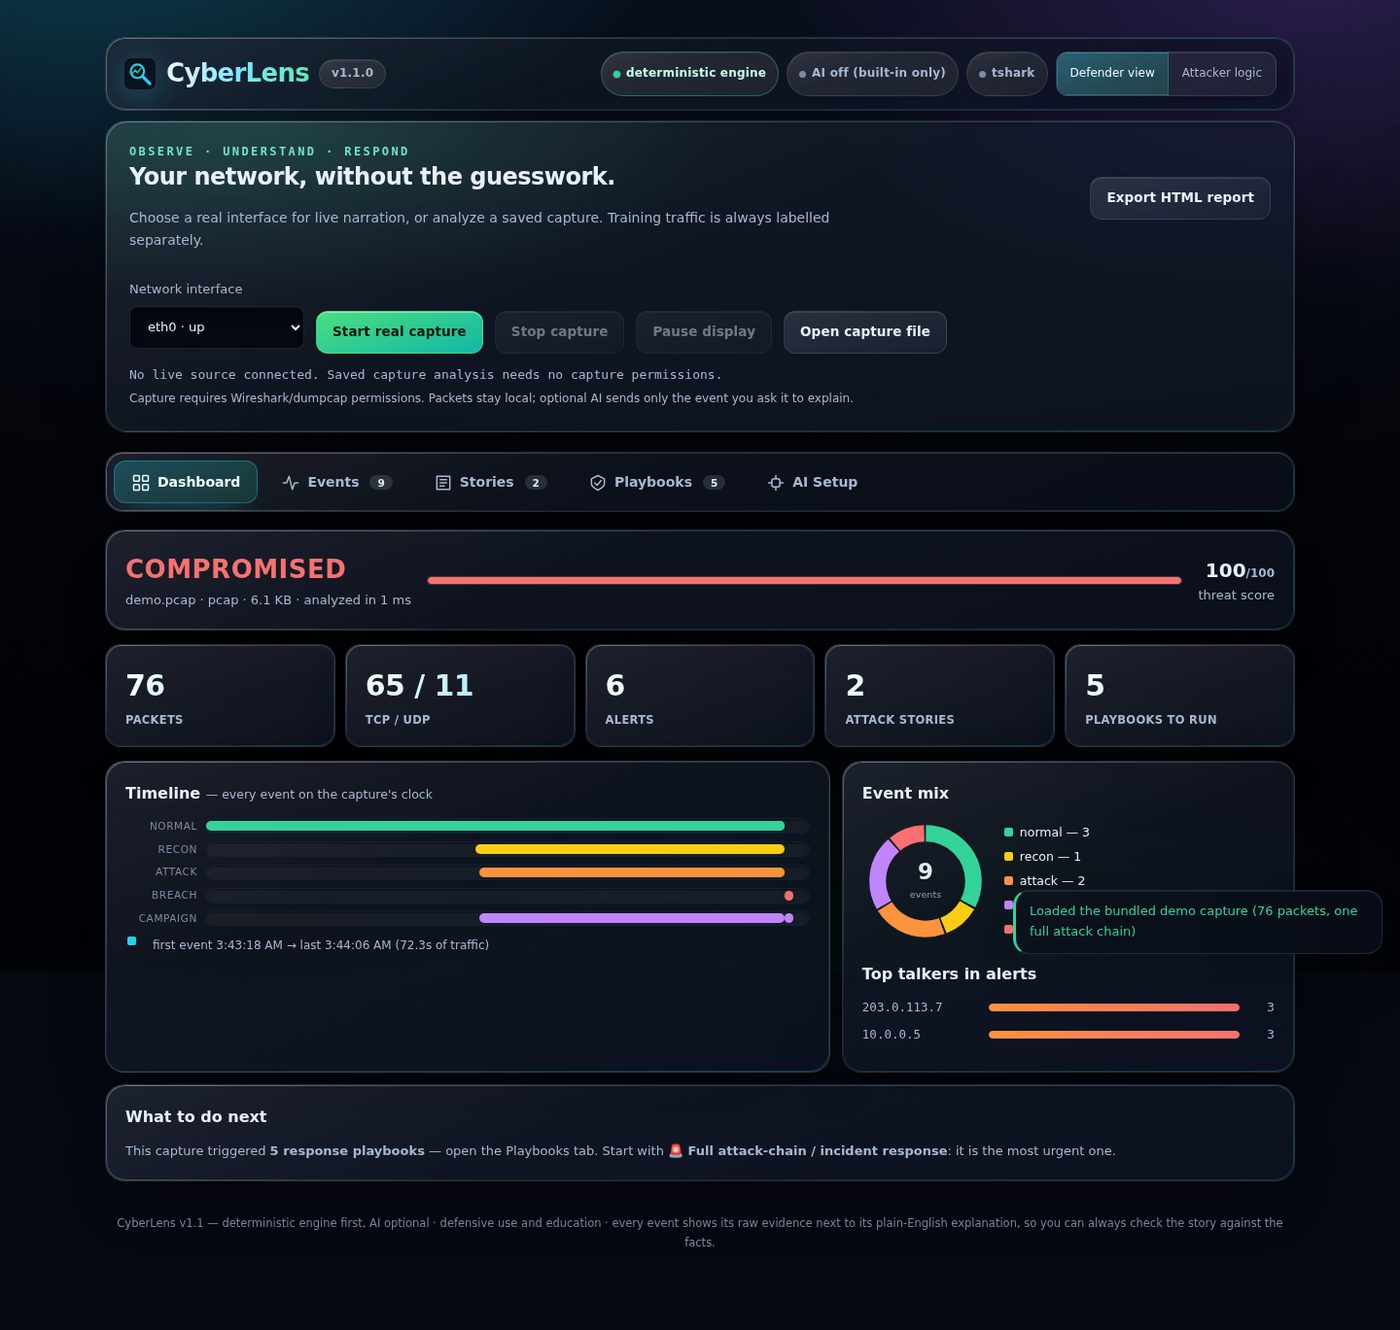 CyberLens v1.1.0 deterministic engine AI off (built-in only) tshark Defender view Attacker logic
OBSERVE · UNDERSTAND · RESPOND
Your network, without the guesswork.
Export HTML report
Choose a real interface for live narration, or analyze a saved capture. Training traffic is always labelled
separately.
Network interface
eth0 · up Start real capture Stop capture Pause display Open capture file
No live source connected. Saved capture analysis needs no capture permissions.
Capture requires Wireshark/dumpcap permissions. Packets stay local; optional AI sends only the event you ask it to explain.
Dashboard Events 9 Stories 2 Playbooks 5 AI Setup
COMPROMISED
demo.pcap · pcap · 6.1 KB · analyzed in 1 ms
100/100
threat score
76
PACKETS
65 / 11
TCP / UDP
6
ALERTS
2
ATTACK STORIES
5
PLAYBOOKS TO RUN
Timeline — every event on the capture's clock
NORMAL
RECON
ATTACK
BREACH
CAMPAIGN
first event 3:43:18 AM → last 3:44:06 AM (72.3s of traffic)
Event mix
9
events
normal — 3
recon — 1
attack — 2
Loaded the bundled demo capture (76 packets, one
full attack chain)
Top talkers in alerts
203.0.113.7 3
10.0.0.5 3
What to do next
This capture triggered 5 response playbooks — open the Playbooks tab. Start with 🚨 Full attack-chain / incident response: it is the most urgent one.
CyberLens v1.1 — deterministic engine first, AI optional · defensive use and education · every event shows its raw evidence next to its plain-English explanation, so you can always check the story against the
facts.